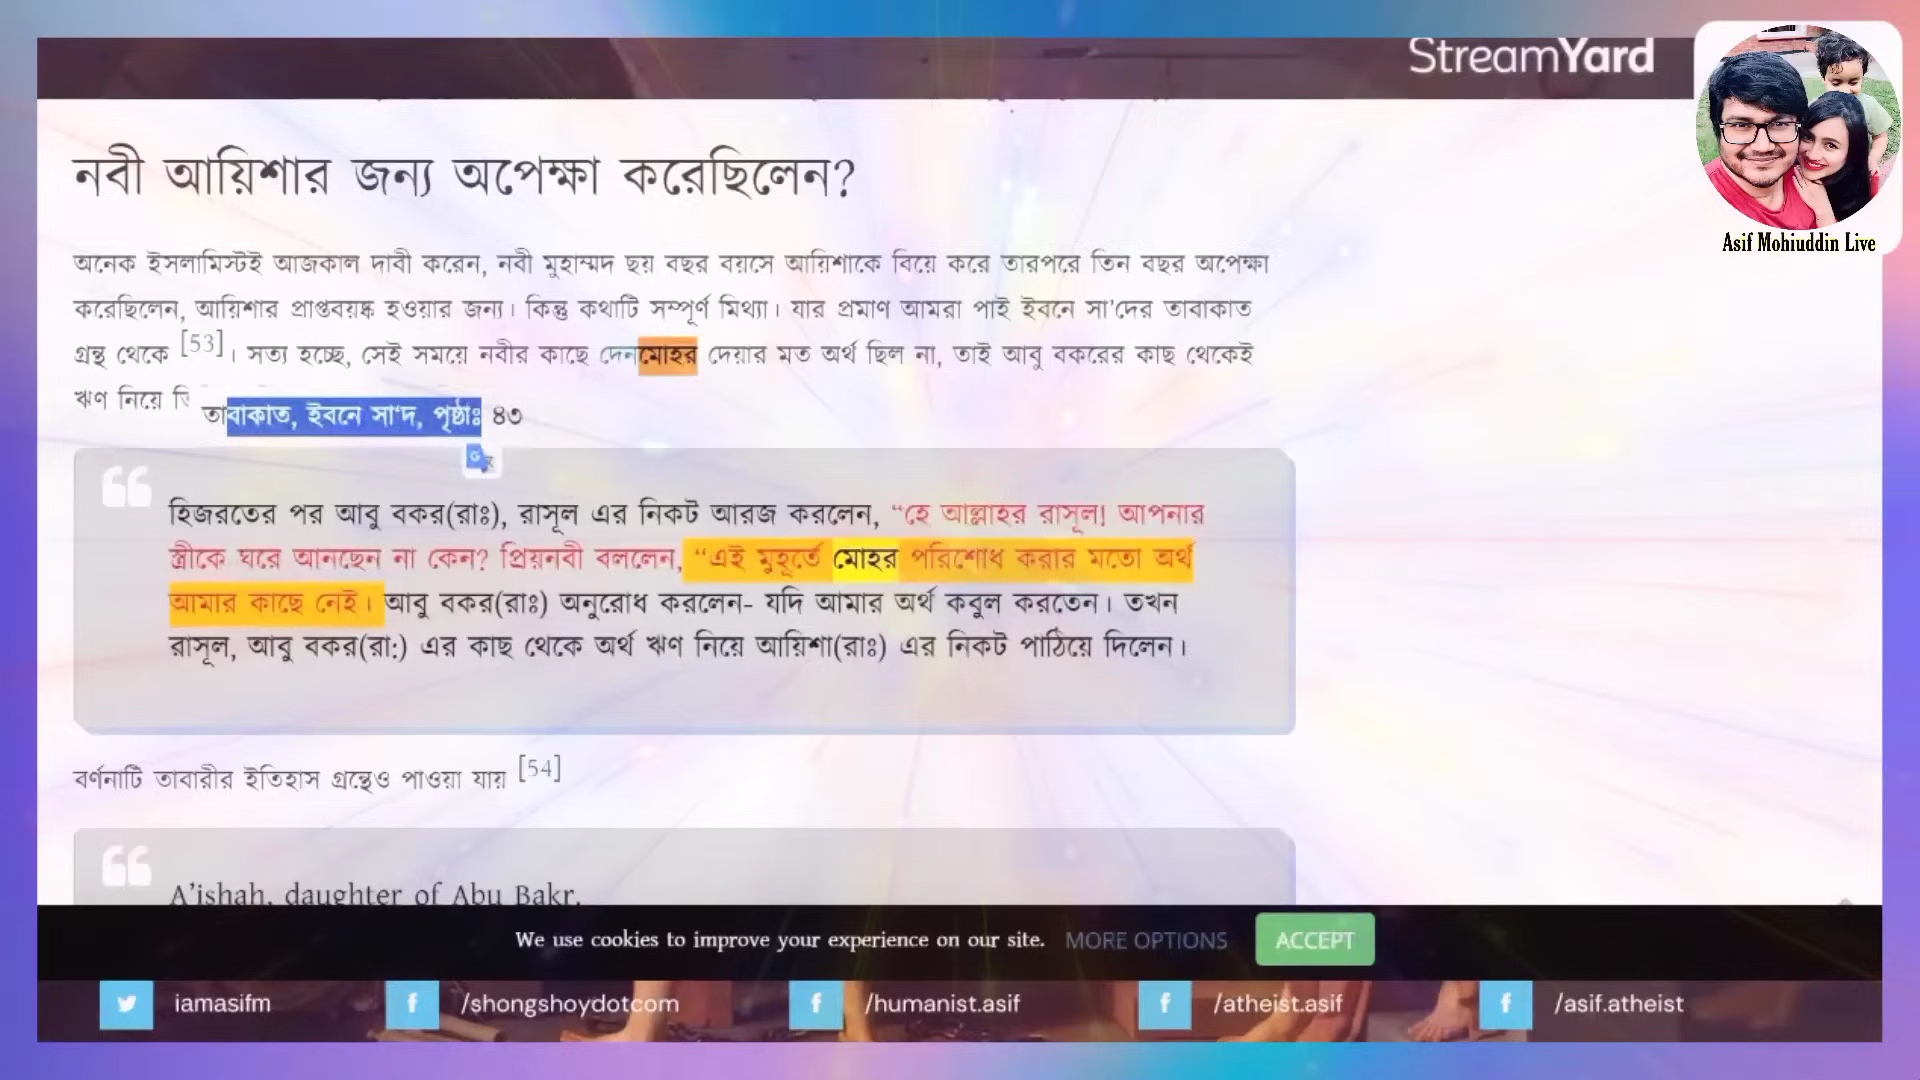 StreamYard
Asif Mohiuddin Live
নবী আয়িশার জন্য অপেক্ষা করেছিলেন?
অনেক ইসলামিস্টই আজকাল দাবী করেন, নবী মুহাম্মদ ছয় বছর বয়সে আয়িশাকে বিয়ে করে তারপরে তিন বছর অপেক্ষা
করেছিলেন, আয়িশার প্রাপ্তবয়ষ্ক হওয়ার জন্য। কিন্তু কথাটি সম্পূর্ণ মিথ্যা। যার প্রমাণ আমরা পাই ইবনে সা'দের তাবাকাত
গ্রন্থ থেকে [53]। সত্য হচ্ছে, সেই সময়ে নবীর কাছে দেনমোহর দেয়ার মত অর্থ ছিল না, তাই আবু বকরের কাছ থেকেই
ঋণ নিয়ে
তাবাকাত, ইবনে সা'দ, পৃষ্ঠাঃ ৪৩
হিজরতের পর আবু বকর(রাঃ), রাসূল এর নিকট আরজ করলেন, “হে আল্লাহর রাসূল! আপনার
স্ত্রীকে ঘরে আনছেন না কেন? প্রিয়নবী বললেন, “এই মুহূর্তে মোহর পরিশোধ করার মতো অর্থ
আমার কাছে নেই। আবু বকর(রাঃ) অনুরোধ করলেন- যদি আমার অর্থ কবুল করতেন। তখন
রাসূল, আবু বকর(রা:) এর কাছ থেকে অর্থ ঋণ নিয়ে আয়িশা(রাঃ) এর নিকট পাঠিয়ে দিলেন।
বর্ণনাটি তাবারীর ইতিহাস গ্রন্থেও পাওয়া যায় [54]
A'ishah, daughter of Abu Bakr.
We use cookies to improve your experience on our site. MORE OPTIONS ACCEPT
iamasifm /shongshoydotcom /humanist.asif /atheist.asif /asif.atheist